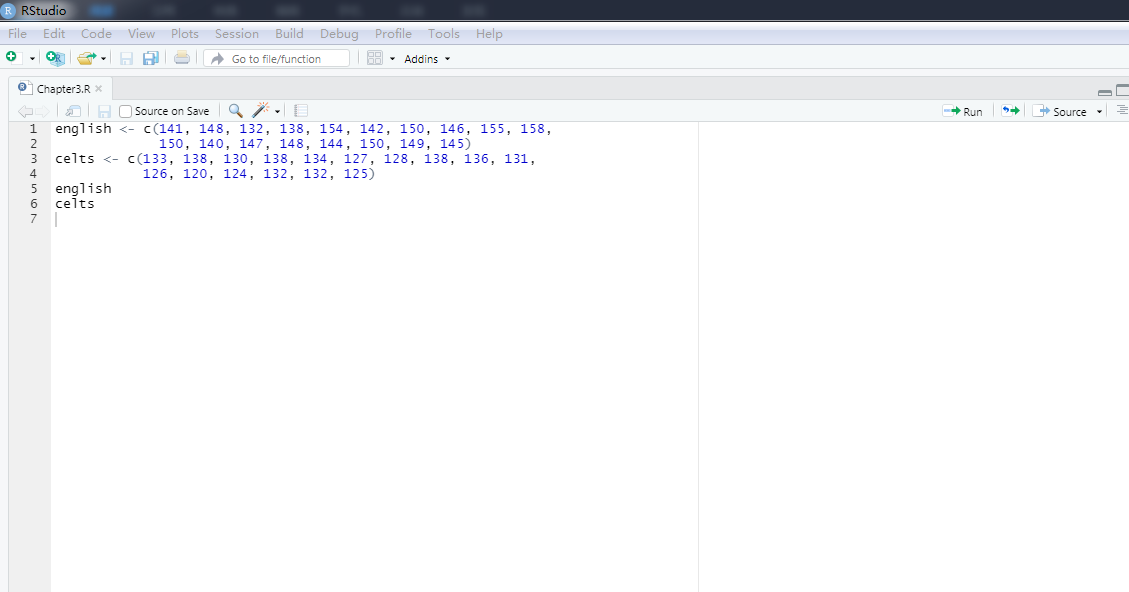 RStudio
File Edit Code View Plots Session Build Debug Profile Tools Help
Go to file/function Addins
Chapter3.R
Source on Save Run Source
1 english <- c(141, 148, 132, 138, 154, 142, 150, 146, 155, 158,
2 150, 140, 147, 148, 144, 150, 149, 145)
3 celts <- c(133, 138, 130, 138, 134, 127, 128, 138, 136, 131,
4 126, 120, 124, 132, 132, 125)
5 english
6 celts
7